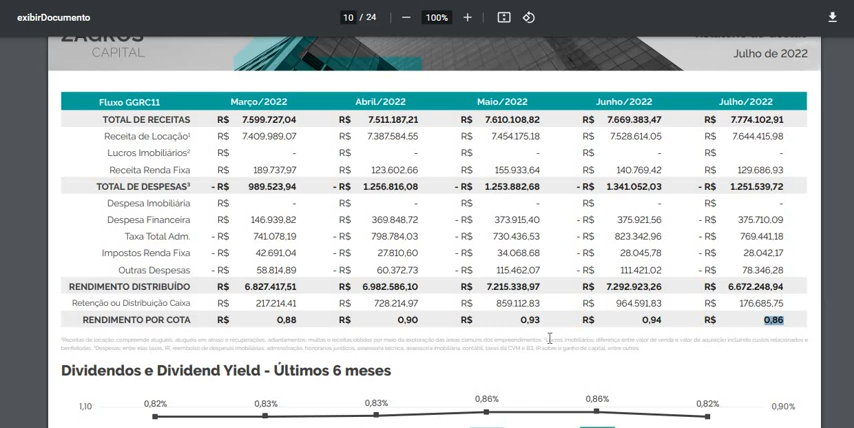 exibirDocumento 10 / 24 100%
ZAGROS
CAPITAL
Relatório de Gestão
Julho de 2022
Fluxo GGRC11 Março/2022 Abril/2022 Maio/2022 Junho/2022 Julho/2022
TOTAL DE RECEITAS R$ 7.599.727,04 R$ 7.511.187,21 R$ 7.610.108,82 R$ 7.669.383,47 R$ 7.774.102,91
Receita de Locação¹ R$ 7.409.989,07 R$ 7.387.584,55 R$ 7.454.175,18 R$ 7.528.614,05 R$ 7.644.415,98
Lucros Imobiliários² R$ - R$ - R$ - R$ - R$ -
Receita Renda Fixa R$ 189.737,97 R$ 123.602,66 R$ 155.933,64 R$ 140.769,42 R$ 129.686,93
TOTAL DE DESPESAS³ - R$ 989.523,94 - R$ 1.256.816,08 - R$ 1.253.882,68 - R$ 1.341.052,03 - R$ 1.251.539,72
Despesa Imobiliária R$ - R$ - R$ - R$ - R$ -
Despesa Financeira R$ 146.939,82 - R$ 369.848,72 - R$ 373.915,40 - R$ 375.921,56 - R$ 375.710,09
Taxa Total Adm. - R$ 741.078,19 - R$ 798.784,03 - R$ 730.436,53 - R$ 823.342,96 - R$ 769.441,18
Impostos Renda Fixa - R$ 42.691,04 - R$ 27.810,60 - R$ 34.068,68 - R$ 28.045,78 - R$ 28.042,17
Outras Despesas - R$ 58.814,89 - R$ 60.372,73 - R$ 115.462,07 - R$ 111.421,02 - R$ 78.346,28
RENDIMENTO DISTRIBUÍDO R$ 6.827.417,51 R$ 6.982.586,10 R$ 7.215.338,97 R$ 7.292.923,26 R$ 6.672.248,94
Retenção ou Distribuição Caixa R$ 217.214,41 R$ 728.214,97 R$ 859.112,83 R$ 964.591,83 R$ 176.685,75
RENDIMENTO POR COTA R$ 0,88 R$ 0,90 R$ 0,93 R$ 0,94 R$ 0,86
Dividendos e Dividend Yield - Últimos 6 meses
1,10 0,82% 0,83% 0,83% 0,86% 0,86% 0,82% 0,90%